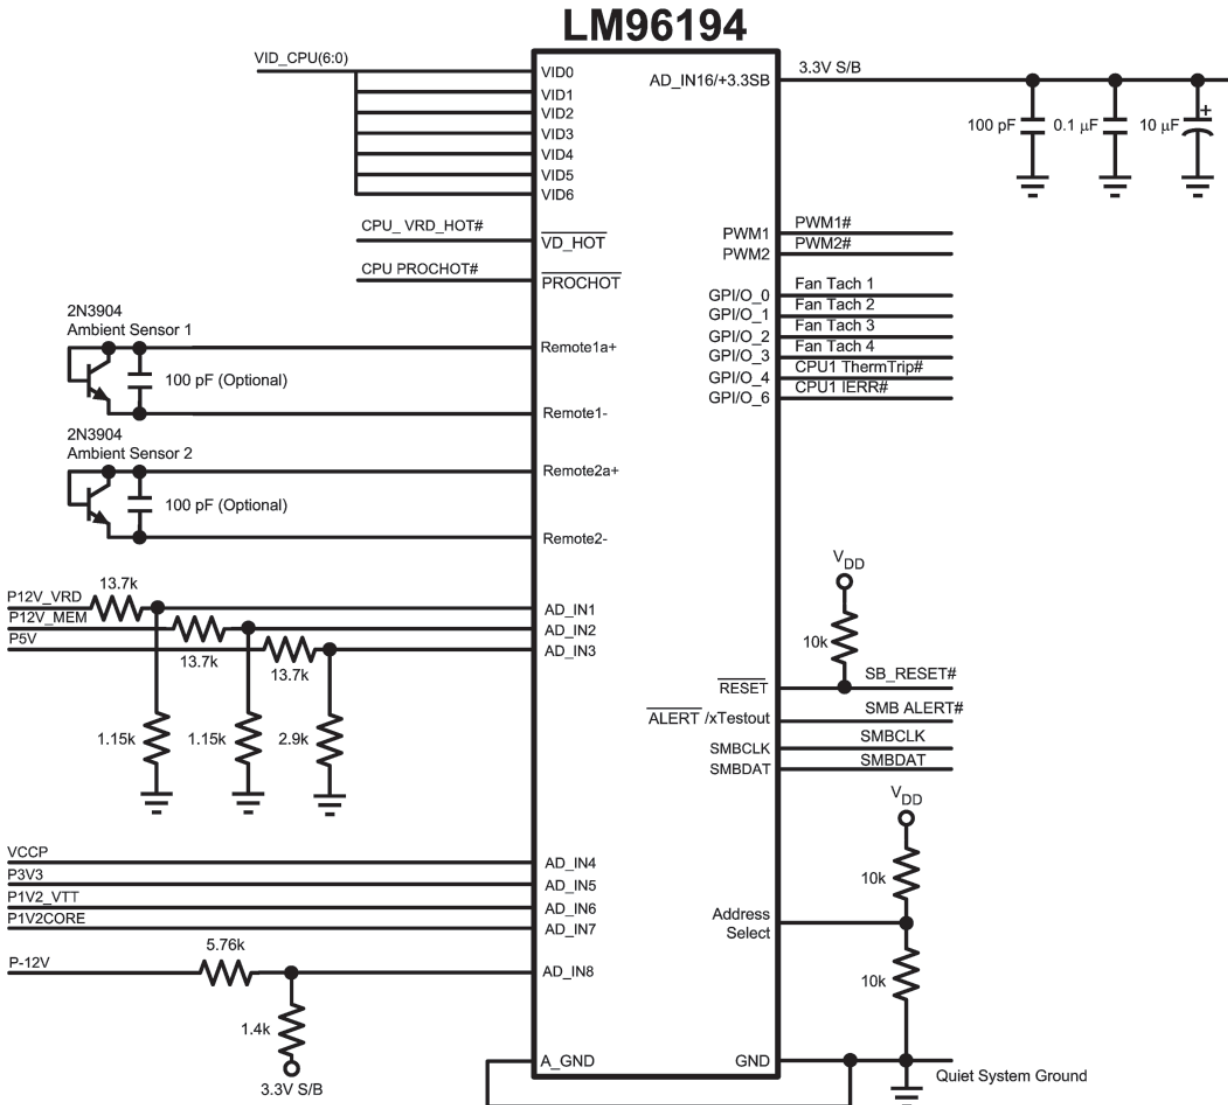 LM96194
VID_CPU(6:0)
VID0
VID1
VID2
VID3
VID4
VID5
VID6
AD_IN16/+3.3SB
3.3V S/B
100 pF
0.1 μF
10 μF
+
CPU_ VRD_HOT#
VD_HOT
CPU PROCHOT#
PROCHOT
PWM1
PWM1#
PWM2
PWM2#
GPI/O_0
Fan Tach 1
GPI/O_1
Fan Tach 2
GPI/O_2
Fan Tach 3
GPI/O_3
Fan Tach 4
GPI/O_4
CPU1 ThermTrip#
GPI/O_6
CPU1 IERR#
2N3904
Ambient Sensor 1
100 pF (Optional)
Remote1a+
Remote1-
2N3904
Ambient Sensor 2
100 pF (Optional)
Remote2a+
Remote2-
P12V_VRD
13.7k
AD_IN1
P12V_MEM
13.7k
AD_IN2
P5V
13.7k
AD_IN3
1.15k
1.15k
2.9k
VDD
10k
RESET
SB_RESET#
ALERT /xTestout
SMB ALERT#
SMBCLK
SMBCLK
SMBDAT
SMBDAT
VDD
10k
Address
Select
10k
VCCP
AD_IN4
P3V3
AD_IN5
P1V2_VTT
AD_IN6
P1V2CORE
AD_IN7
P-12V
5.76k
AD_IN8
1.4k
3.3V S/B
A_GND
GND
Quiet System Ground